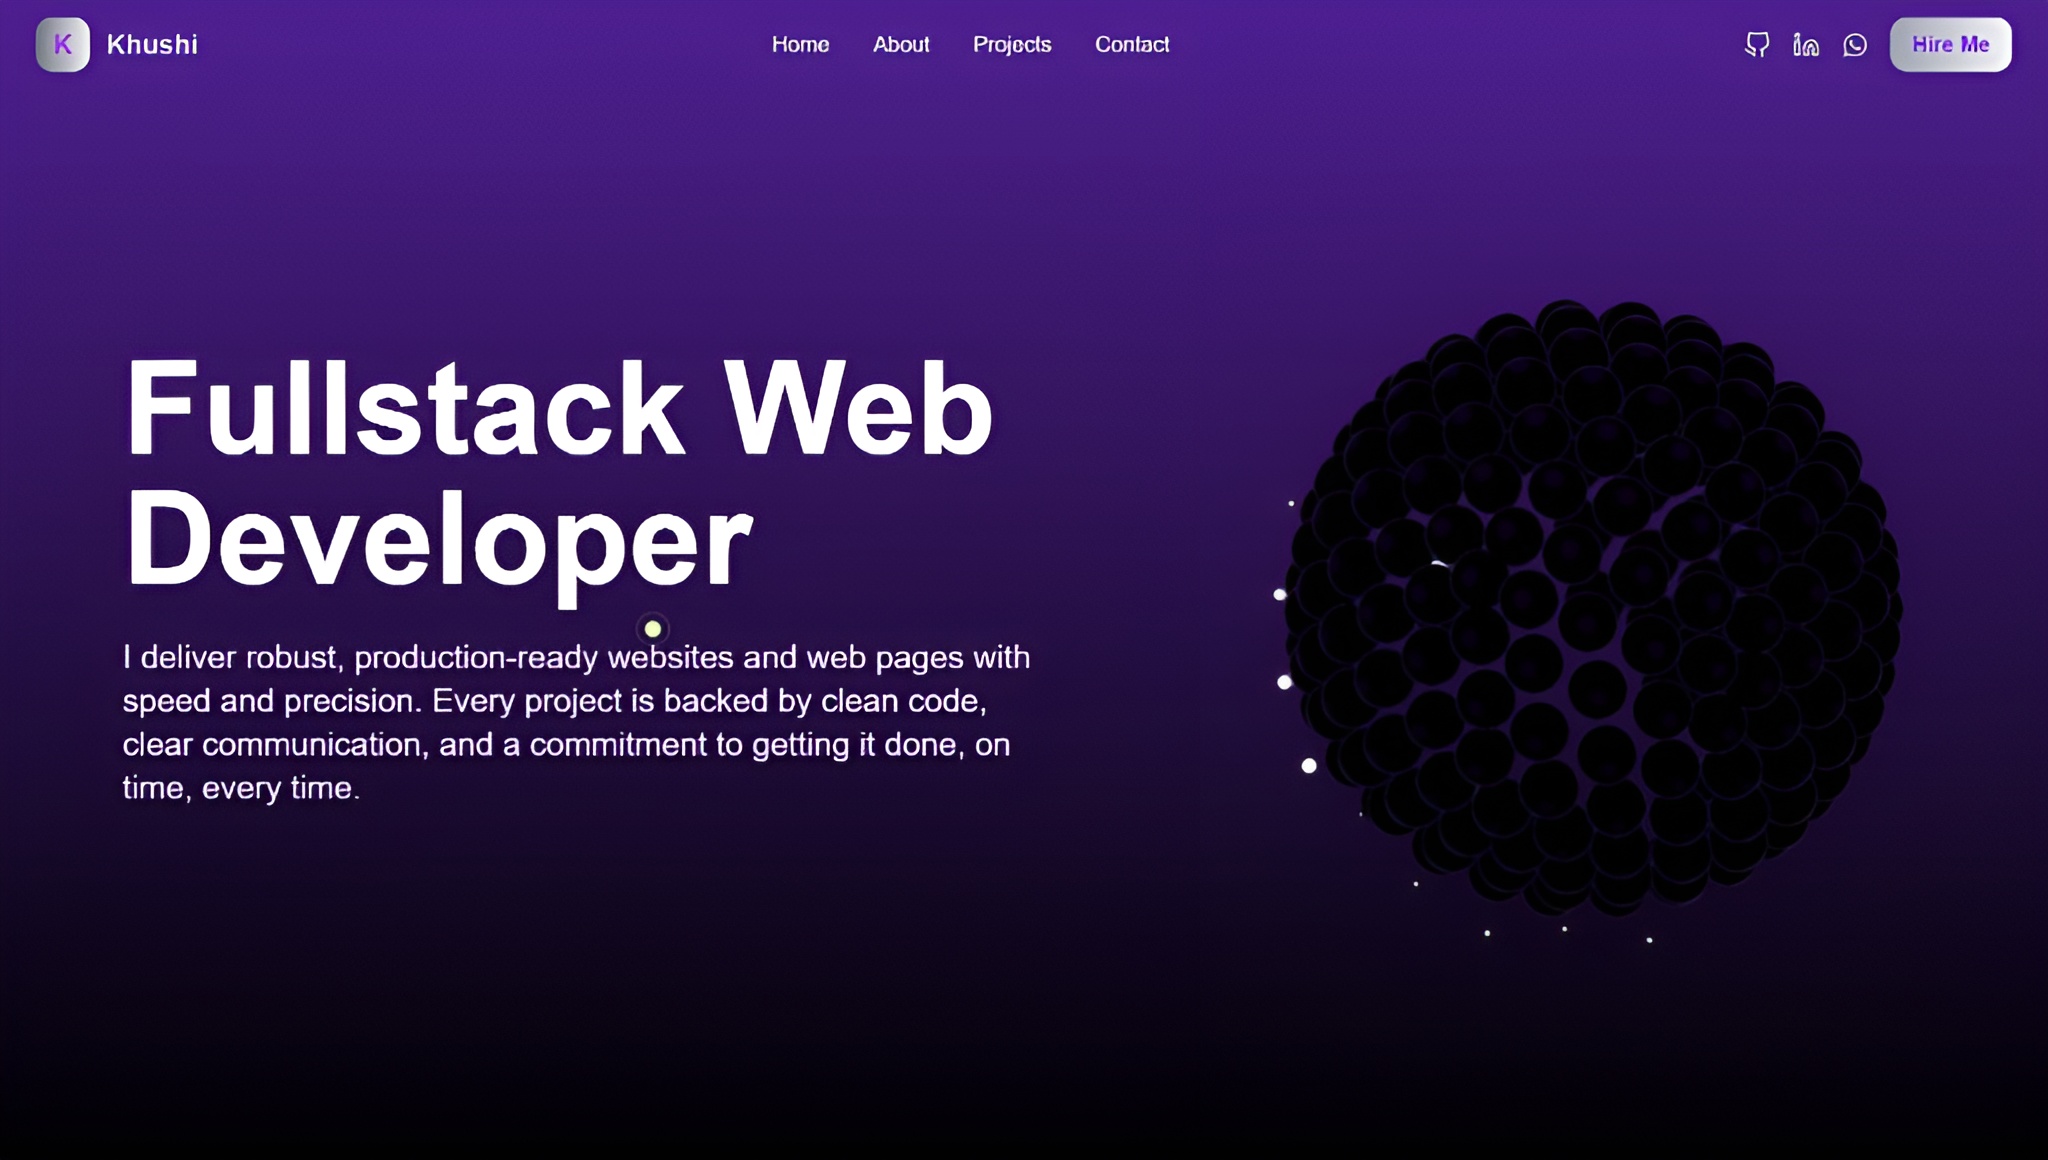 K Khushi
Home About Projects Contact
Hire Me
Fullstack Web
Developer
I deliver robust, production-ready websites and web pages with
speed and precision. Every project is backed by clean code,
clear communication, and a commitment to getting it done, on
time, every time.